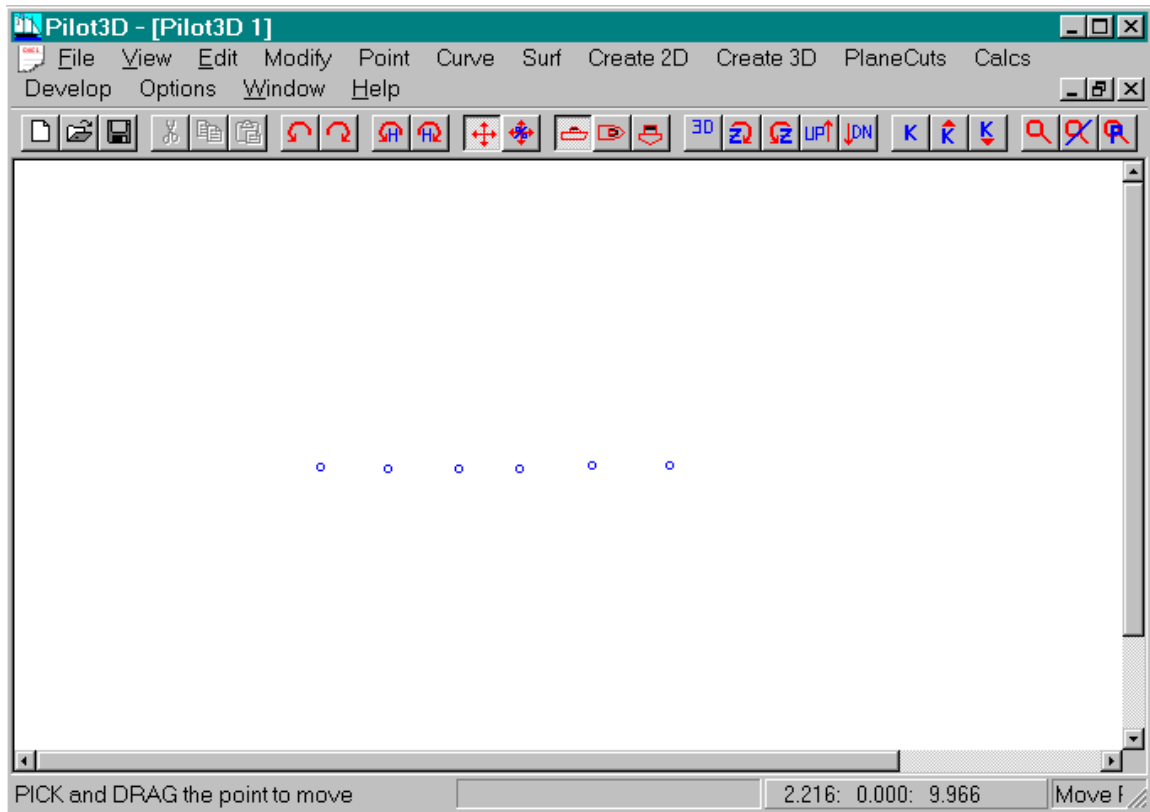 Pilot3D - [Pilot3D 1]
File View Edit Modify Point Curve Surf Create 2D Create 3D PlaneCuts Calcs
Develop Options Window Help
H H % 3D Z Z UP DN K K K P
PICK and DRAG the point to move 2.216: 0.000: 9.966 Move